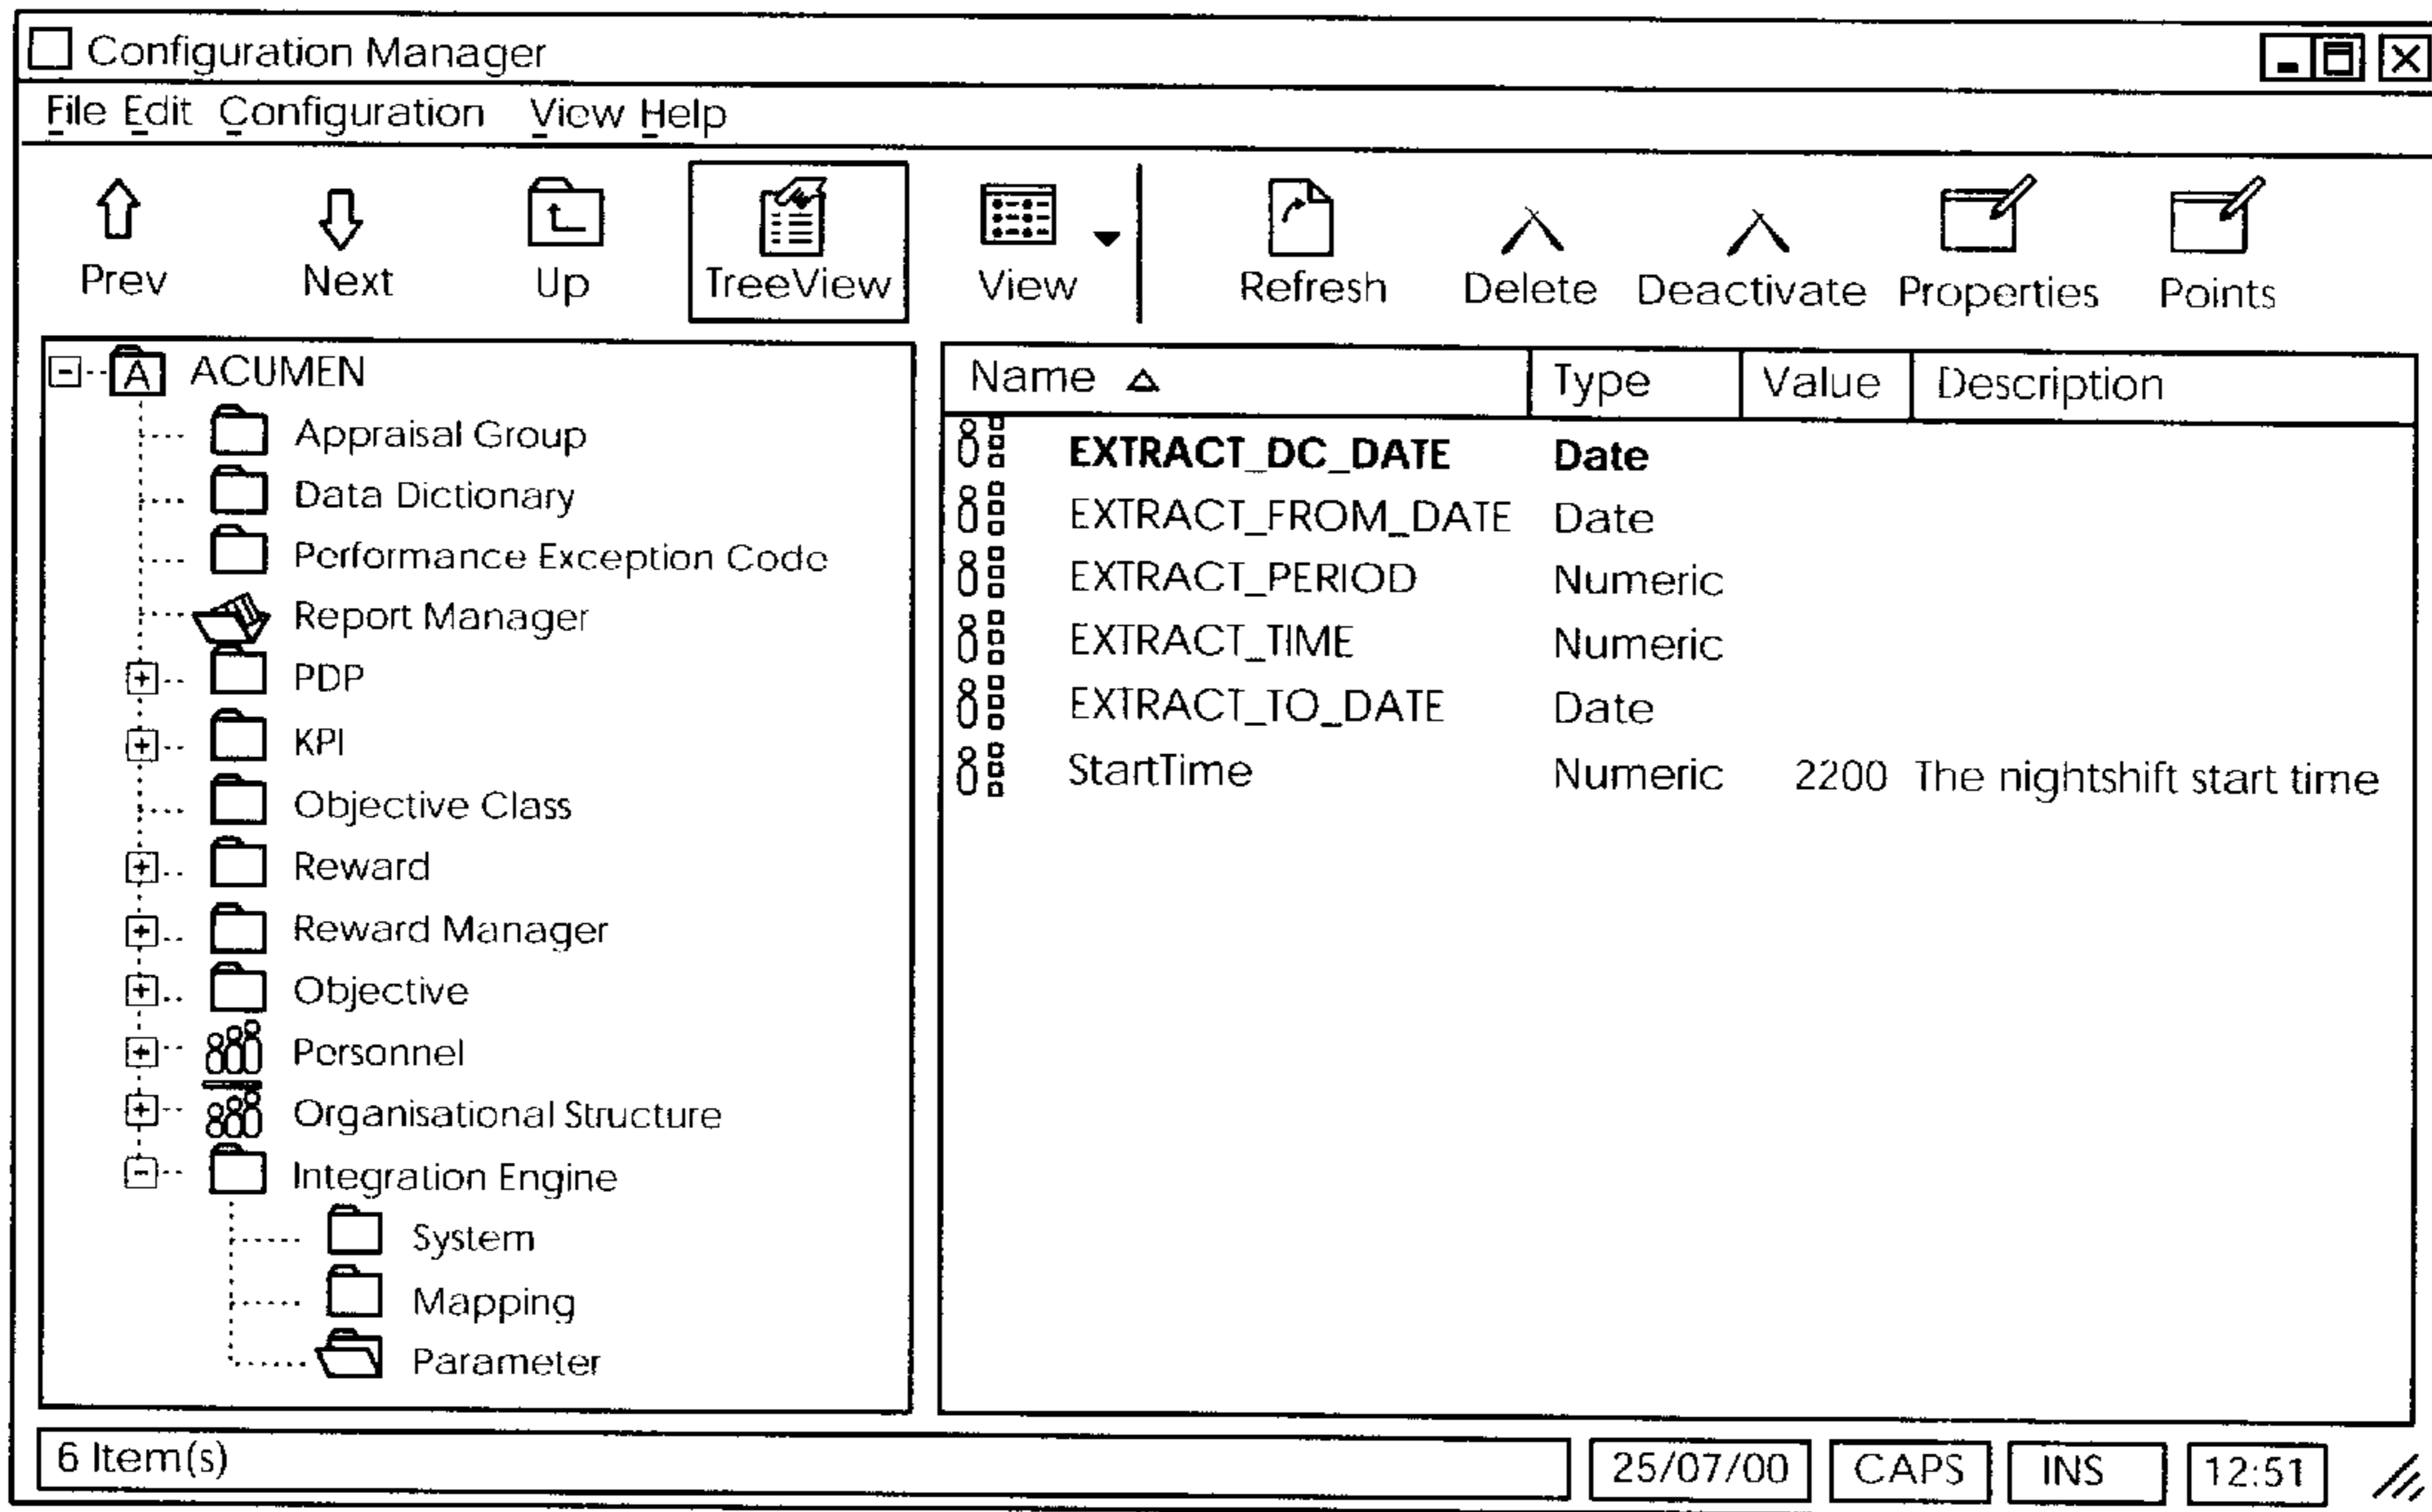 Configuration Manager
File Edit Configuration View Help
Prev Next Up TreeView View Refresh Delete Deactivate Properties Points
A ACUMEN
Appraisal Group
Data Dictionary
Performance Exception Code
Report Manager
PDP
KPI
Objective Class
Reward
Reward Manager
Objective
Personnel
Organisational Structure
Integration Engine
System
Mapping
Parameter
Name Type Value Description
EXTRACT_DC_DATE Date
EXTRACT_FROM_DATE Date
EXTRACT_PERIOD Numeric
EXTRACT_TIME Numeric
EXTRACT_TO_DATE Date
StartTime Numeric 2200 The nightshift start time
6 Item(s) 25/07/00 CAPS INS 12:51